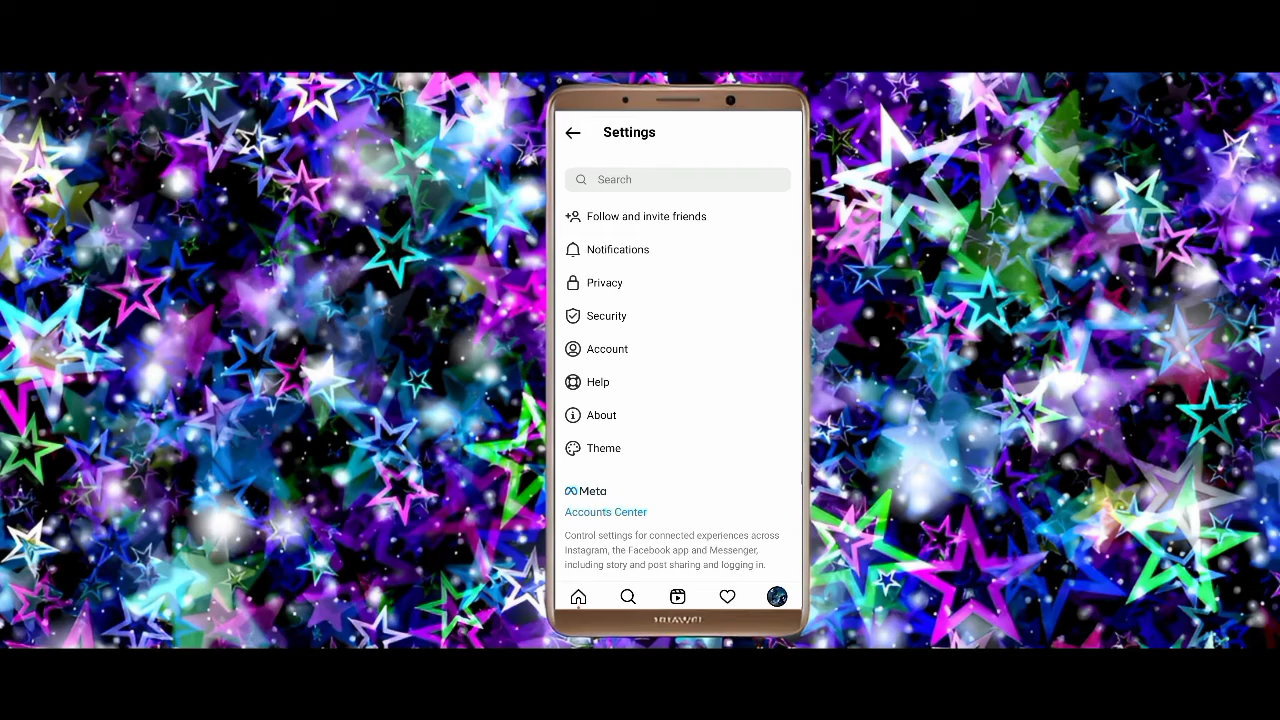 Settings
Search
Follow and invite friends
Notifications
Privacy
Security
Account
Help
About
Theme
Meta
Accounts Center
Control settings for connected experiences across
Instagram, the Facebook app and Messenger,
including story and post sharing and logging in.
HUAWEI